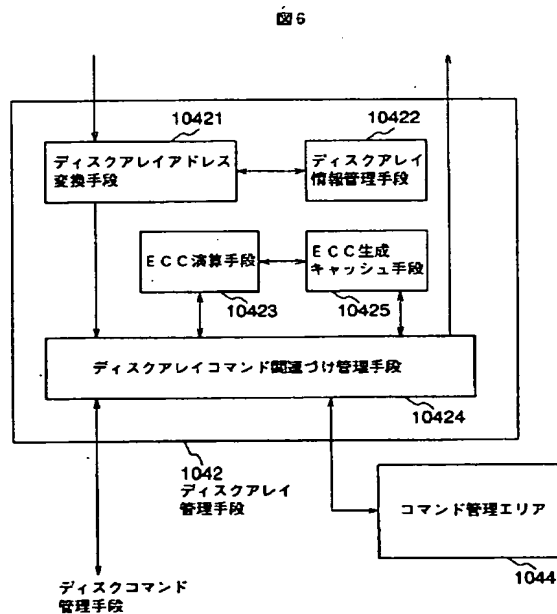 図6
10421
10422
ディスクアレイアドレス
変換手段
ディスクアレイ
情報管理手段
ECC演算手段
ECC生成
キャッシュ手段
10423
10425
ディスクアレイコマンド関連づけ管理手段
10424
1042
ディスクアレイ
管理手段
コマンド管理エリア
1044
ディスクコマンド
管理手段